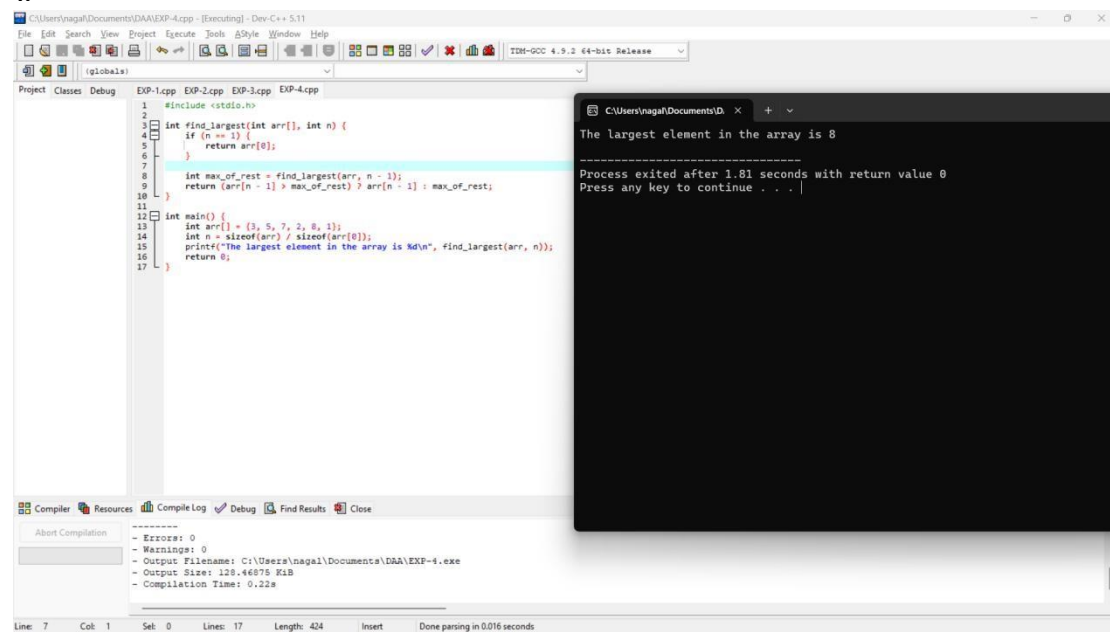 C:\Users\nagal\Documents\DAA\EXP-4.cpp - [Executing] - Dev-C++ 5.11
File Edit Search View Project Execute Tools AStyle Window Help
TDM-GCC 4.9.2 64-bit Release
(globals)
Project Classes Debug
EXP-1.cpp EXP-2.cpp EXP-3.cpp EXP-4.cpp
1 #include <stdio.h>
2
3 int find_largest(int arr[], int n) {
4 if (n == 1) {
5 return arr[0];
6 }
7
8 int max_of_rest = find_largest(arr, n - 1);
9 return (arr[n - 1] > max_of_rest) ? arr[n - 1] : max_of_rest;
10 }
11
12 int main() {
13 int arr[] = {3, 5, 7, 2, 8, 1};
14 int n = sizeof(arr) / sizeof(arr[0]);
15 printf("The largest element in the array is %d\n", find_largest(arr, n));
16 return 0;
17 }
C:\Users\nagal\Documents\D.
The largest element in the array is 8
--------------------------------
Process exited after 1.81 seconds with return value 0
Press any key to continue . . .
Compiler Resources Compile Log Debug Find Results Close
Abort Compilation
--------
- Errors: 0
- Warnings: 0
- Output Filename: C:\Users\nagal\Documents\DAA\EXP-4.exe
- Output Size: 128.46875 KiB
- Compilation Time: 0.22s
Line: 7 Col: 1 Sel: 0 Lines: 17 Length: 424 Insert Done parsing in 0.016 seconds